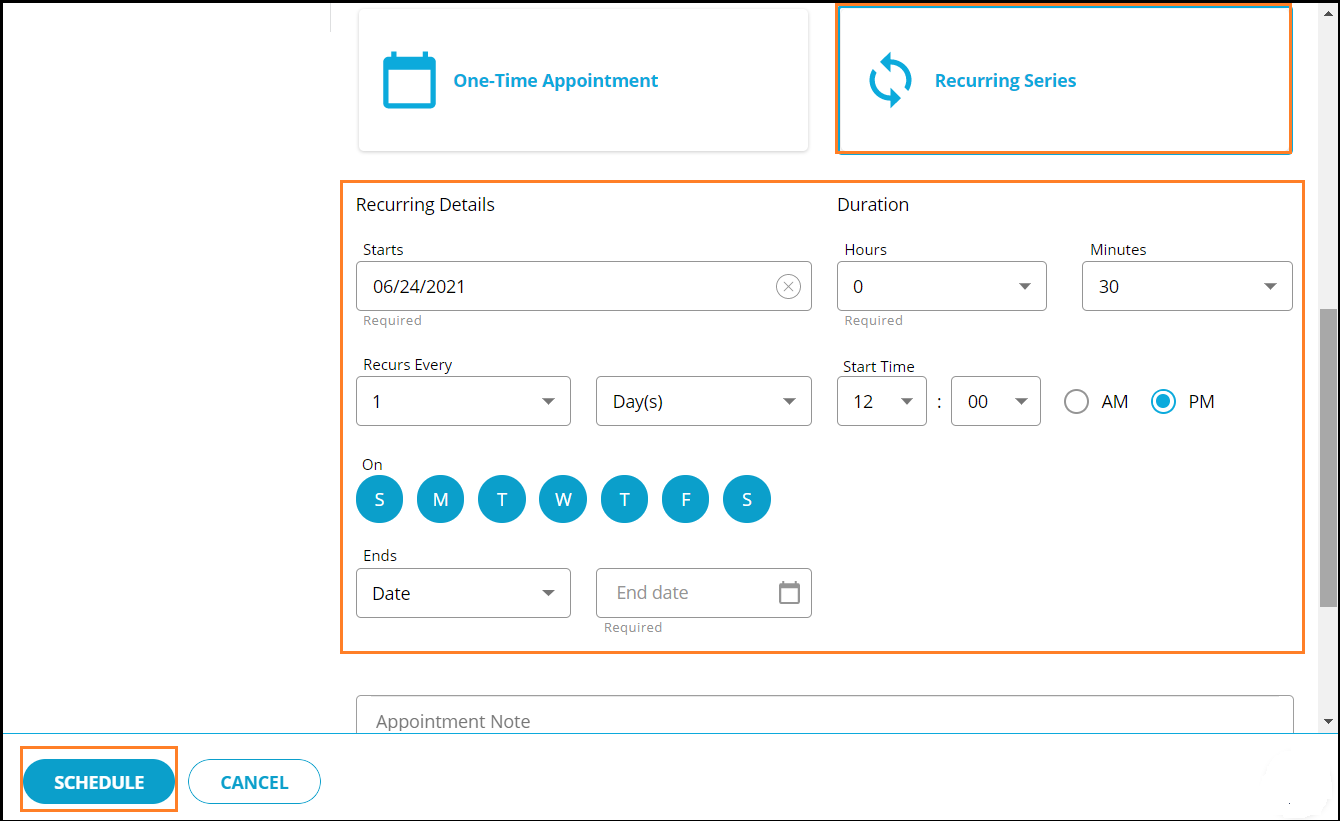 One-Time Appointment
Recurring Series
Recurring Details
Duration
Starts
Hours
Minutes
06/24/2021
0
30
Required
Required
Recurs Every
Start Time
1
Day(s)
12 : 00
AM
PM
On
S M T W T F S
Ends
Date
End date
Required
Appointment Note
SCHEDULE
CANCEL